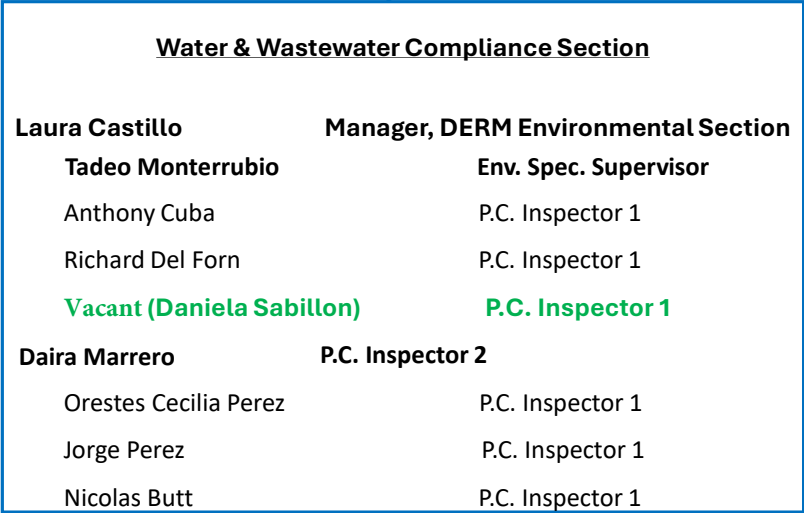 Water & Wastewater Compliance Section
Laura Castillo Manager, DERM Environmental Section
Tadeo Monterrubio Env. Spec. Supervisor
Anthony Cuba P.C. Inspector 1
Richard Del Forn P.C. Inspector 1
Vacant (Daniela Sabillon) P.C. Inspector 1
Daira Marrero P.C. Inspector 2
Orestes Cecilia Perez P.C. Inspector 1
Jorge Perez P.C. Inspector 1
Nicolas Butt P.C. Inspector 1